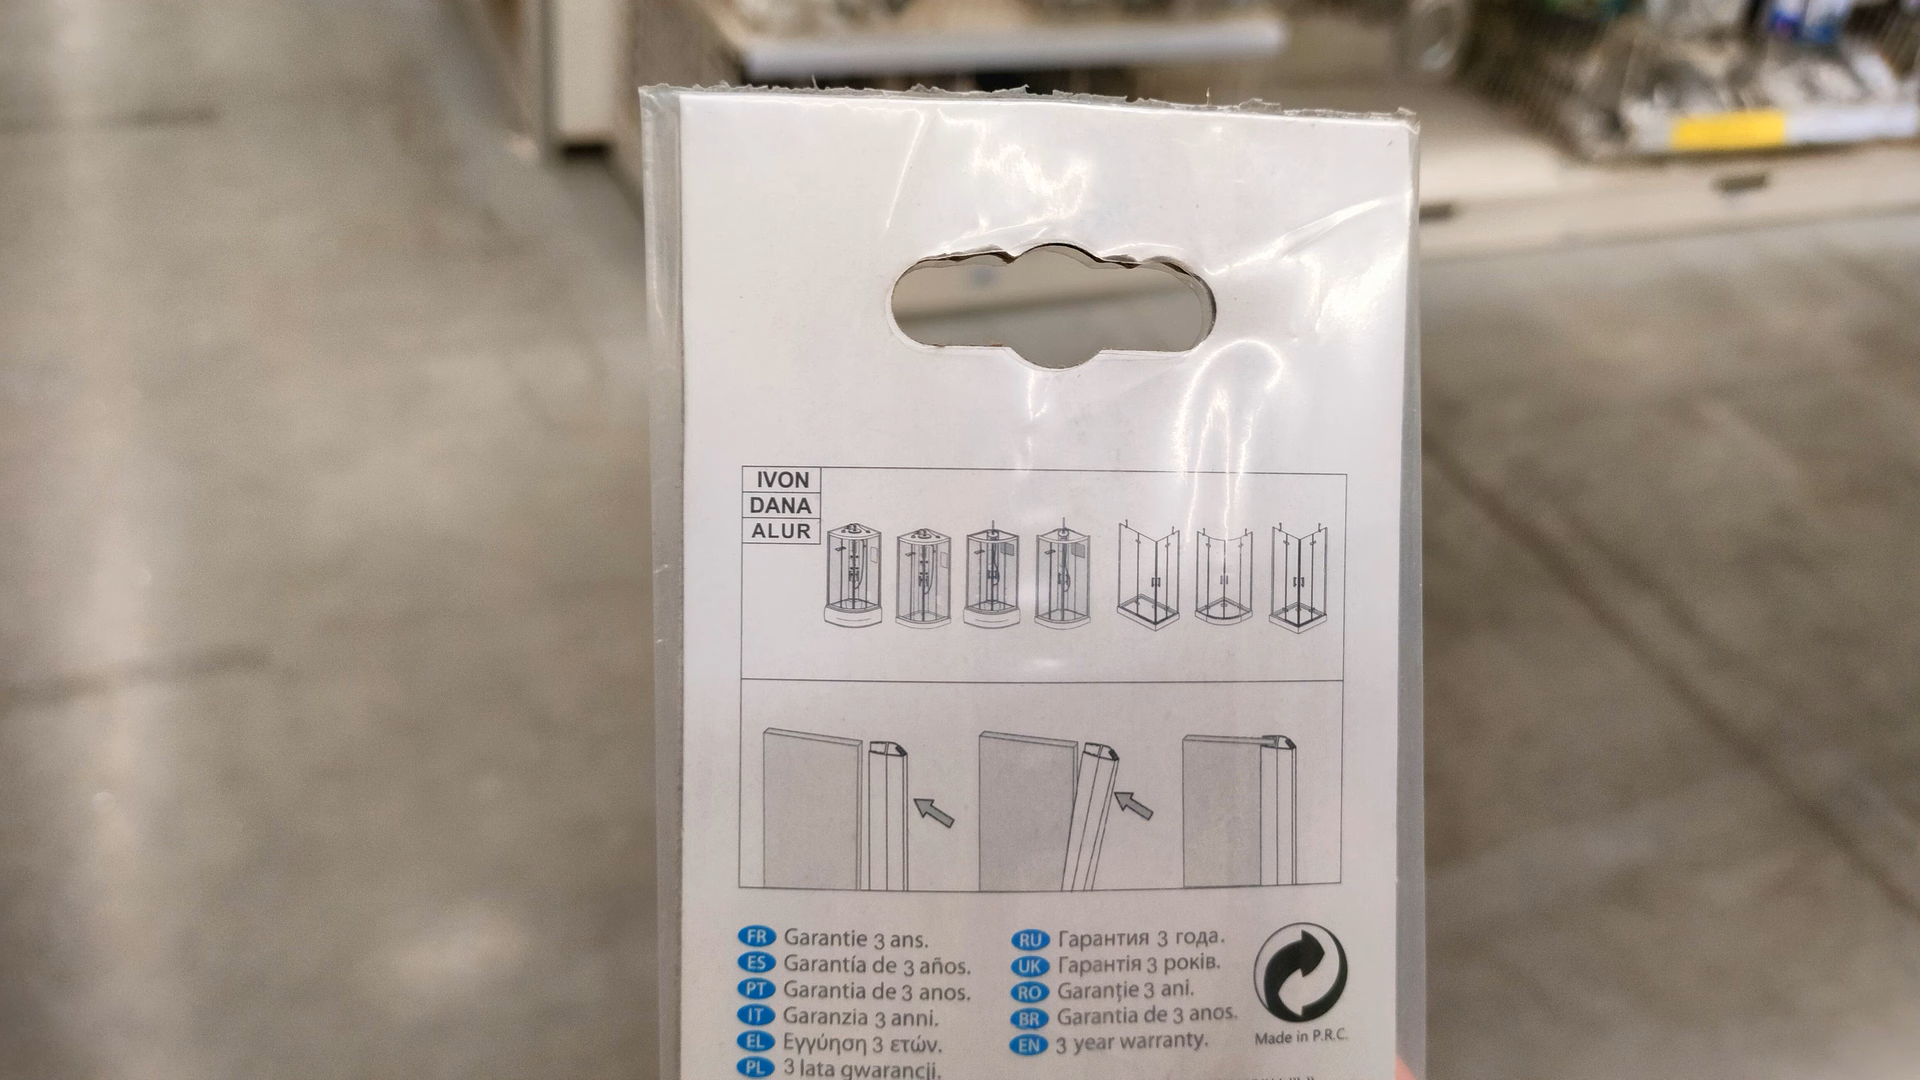 IVON
DANA
ALUR
FR Garantie 3 ans.
ES Garantía de 3 años.
PT Garantia de 3 anos.
IT Garanzia 3 anni.
EL Εγγύηση 3 ετών.
PL 3 lata gwarancji.
RU Гарантия 3 года.
UK Гарантія 3 років.
RO Garanție 3 ani.
BR Garantia de 3 anos.
EN 3 year warranty.
Made in P.R.C.